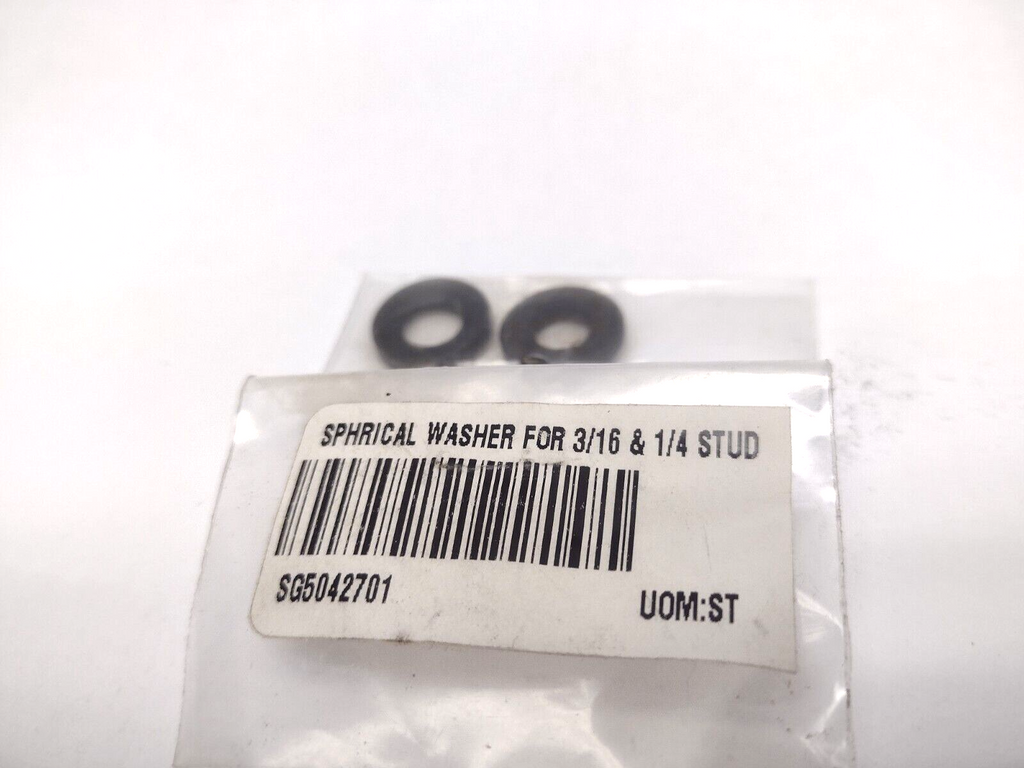 SPHRICAL WASHER FOR 3/16 & 1/4 STUD
SG5042701
UOM:ST